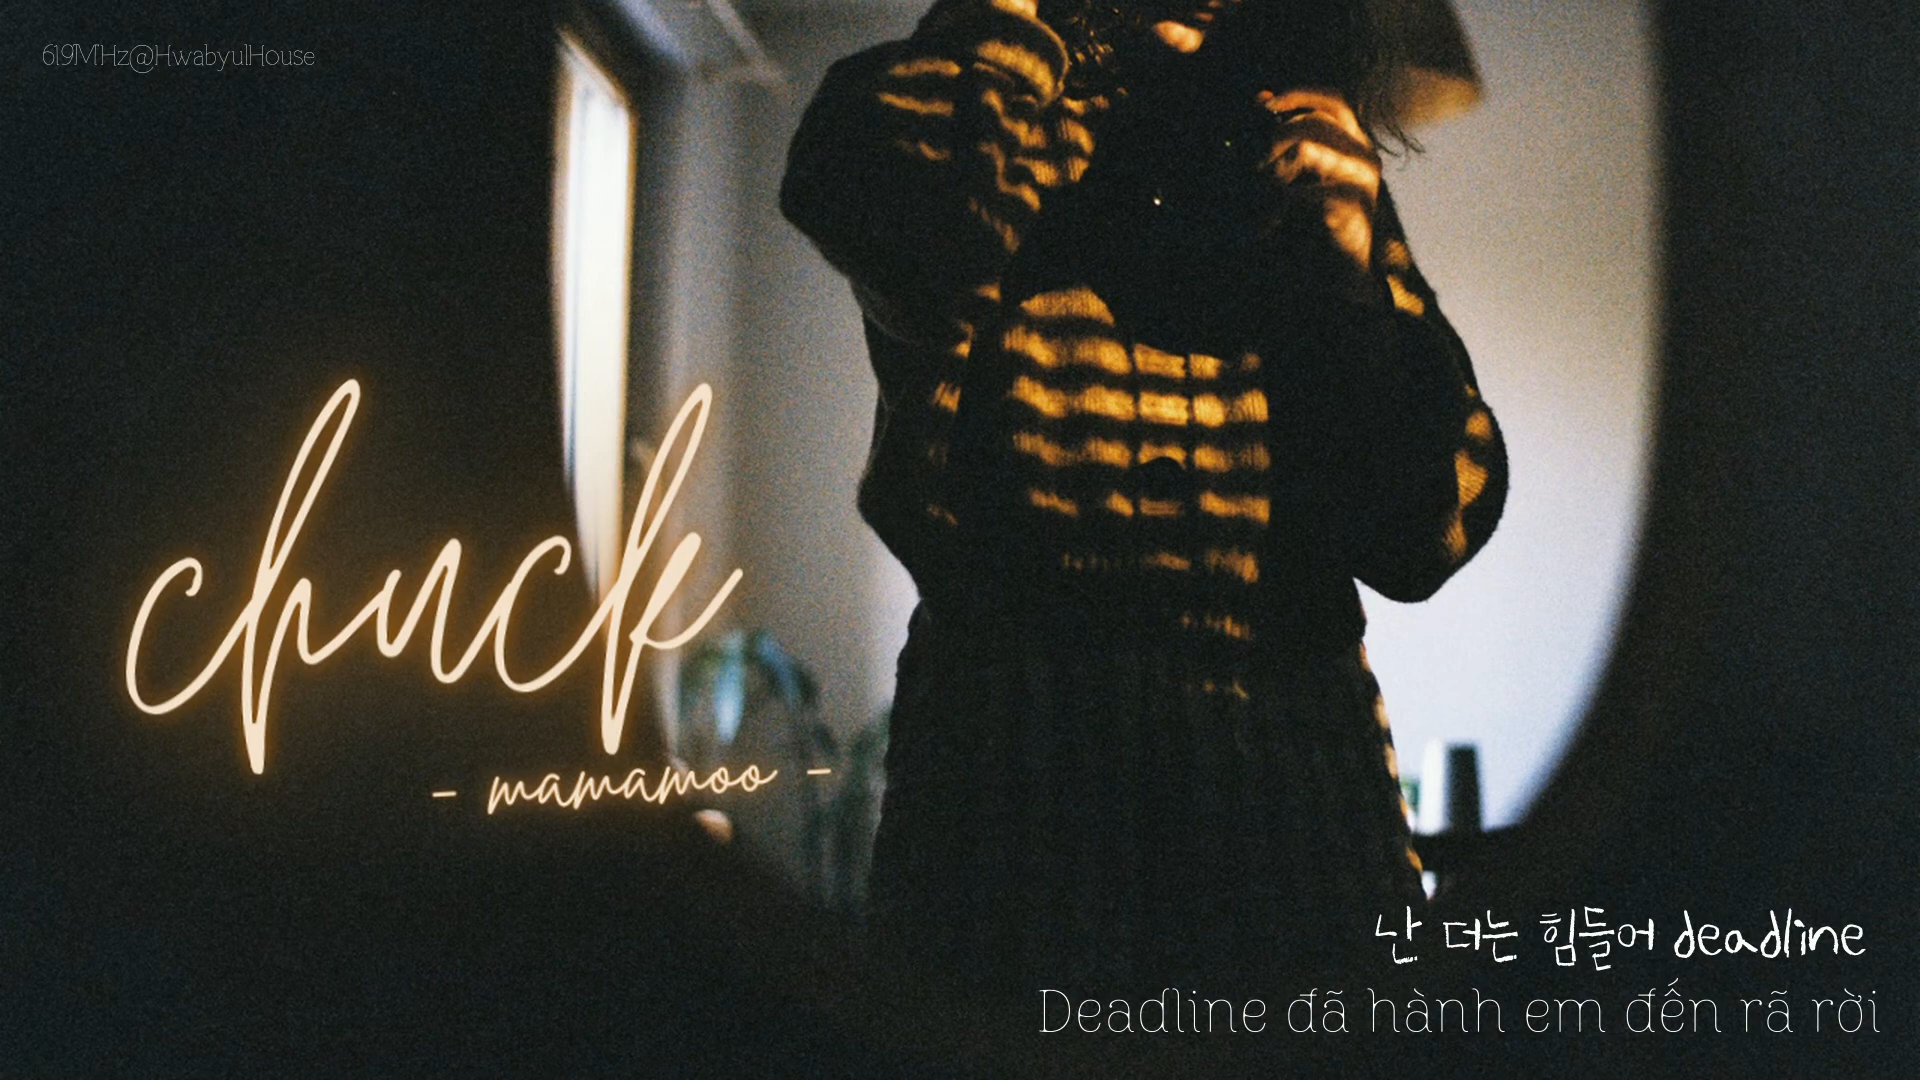 619MHz@HwabyulHouse
chuck
- mamamoo -
난 더는 힘들어 deadline
Deadline đã hành em đến rã rời